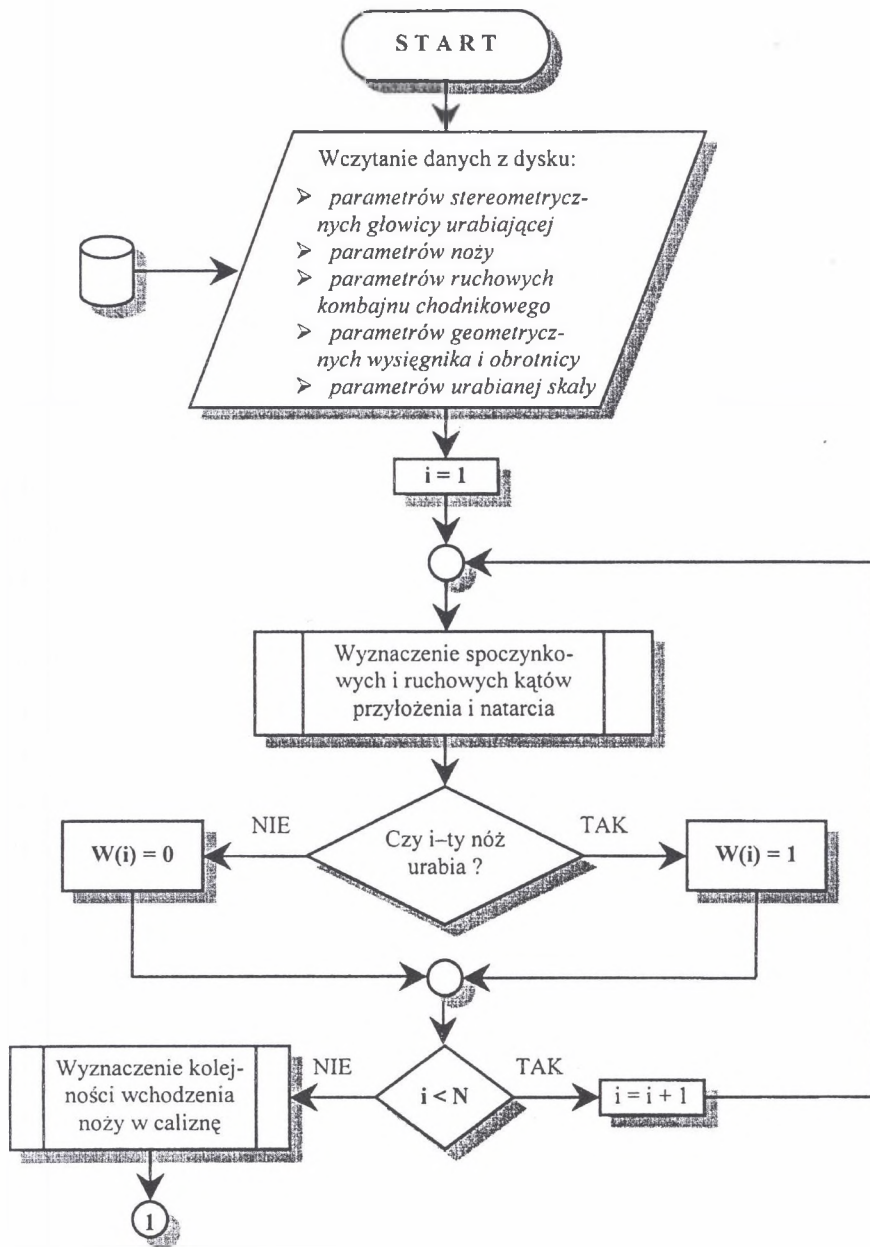 START
Wczytanie danych z dysku:
➢ parametrów stereometrycz-
nych głowicy urabiającej
➢ parametrów noży
➢ parametrów ruchowych
kombajnu chodnikowego
➢ parametrów geometrycz-
nych wysięgnika i obrotnicy
➢ parametrów urabianej skały
i = 1
Wyznaczenie spoczynko-
wych i ruchowych kątów
przyłożenia i natarcia
NIE
Czy i–ty nóż
urabia ?
TAK
W(i) = 0
W(i) = 1
Wyznaczenie kolej-
ności wchodzenia
noży w caliznę
NIE
i < N
TAK
i = i + 1
1